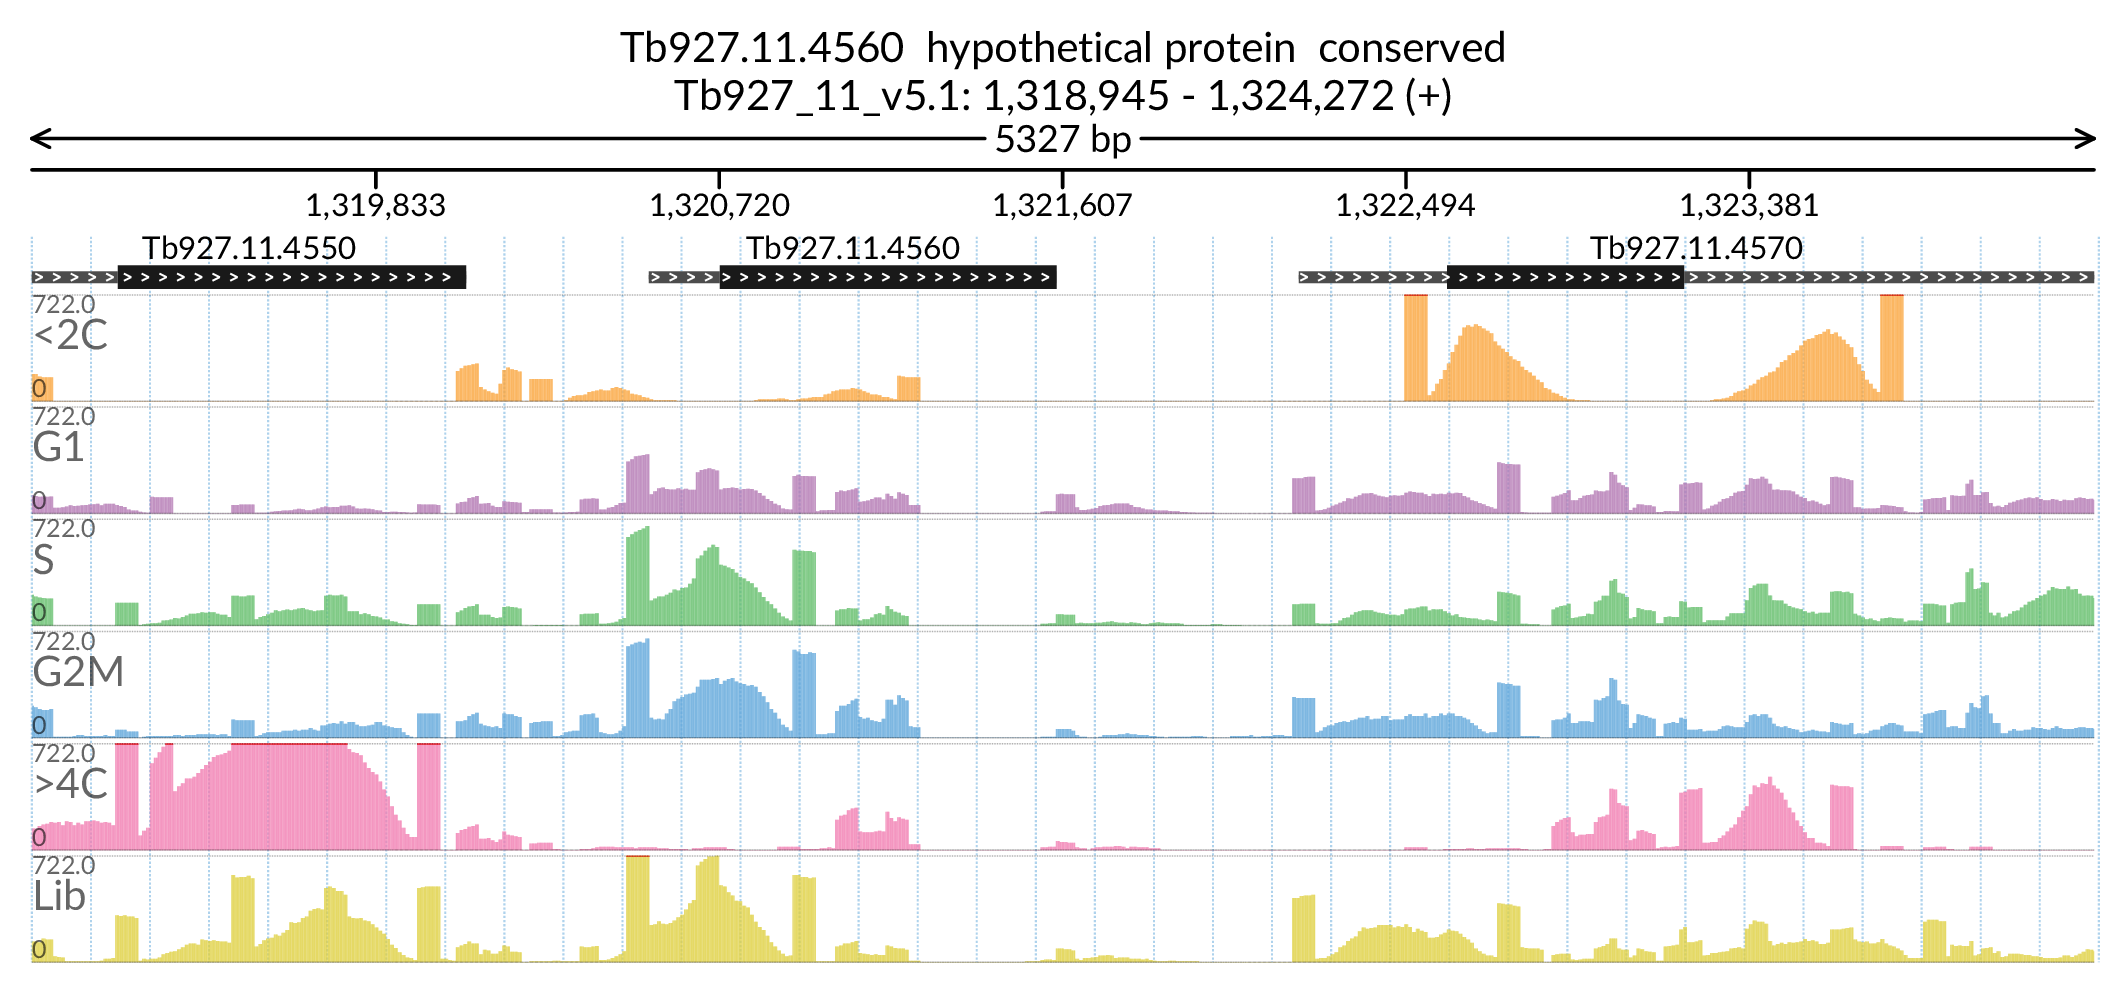 Tb927.11.4560  hypothetical protein  conserved
Tb927_11_v5.1: 1,318,945 - 1,324,272 (+)
5327 bp
1,319,833 1,320,720 1,321,607 1,322,494 1,323,381
Tb927.11.4550 Tb927.11.4560 Tb927.11.4570
722.0
<2C
0
722.0
G1
0
722.0
S
0
722.0
G2M
0
722.0
>4C
0
722.0
Lib
0